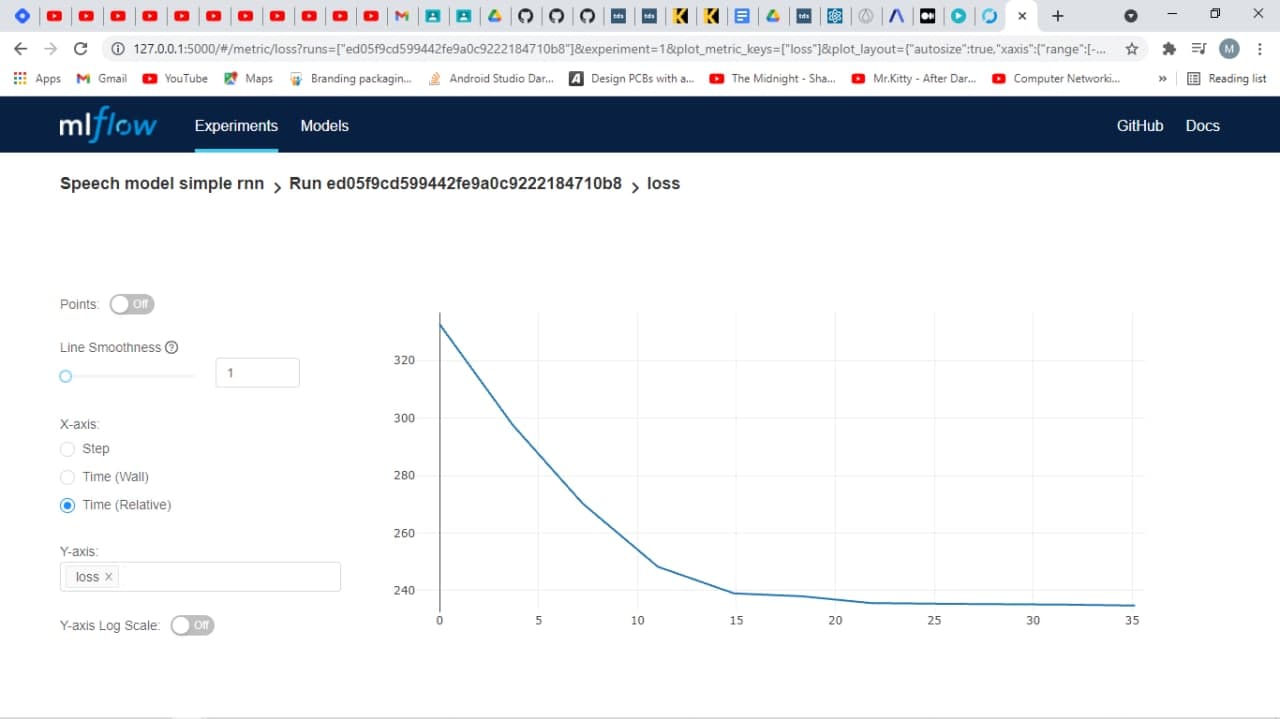 127.0.0.1:5000/#/metric/loss?runs=["ed05f9cd599442fe9a0c9222184710b8"]&experiment=1&plot_metric_keys=["loss"]&plot_layout={"autosize":true,"xaxis":{"range":[-...
M
Apps Gmail YouTube Maps Branding packagin... Android Studio Dar... Design PCBs with a... The Midnight - Sha... Mr.Kitty - After Dar... Computer Networki... » Reading list
mlflow Experiments Models GitHub Docs
Speech model simple rnn > Run ed05f9cd599442fe9a0c9222184710b8 > loss
Points: Off
Line Smoothness ?
1
X-axis:
Step
Time (Wall)
Time (Relative)
Y-axis:
loss ×
Y-axis Log Scale: Off
320
300
280
260
240
0 5 10 15 20 25 30 35